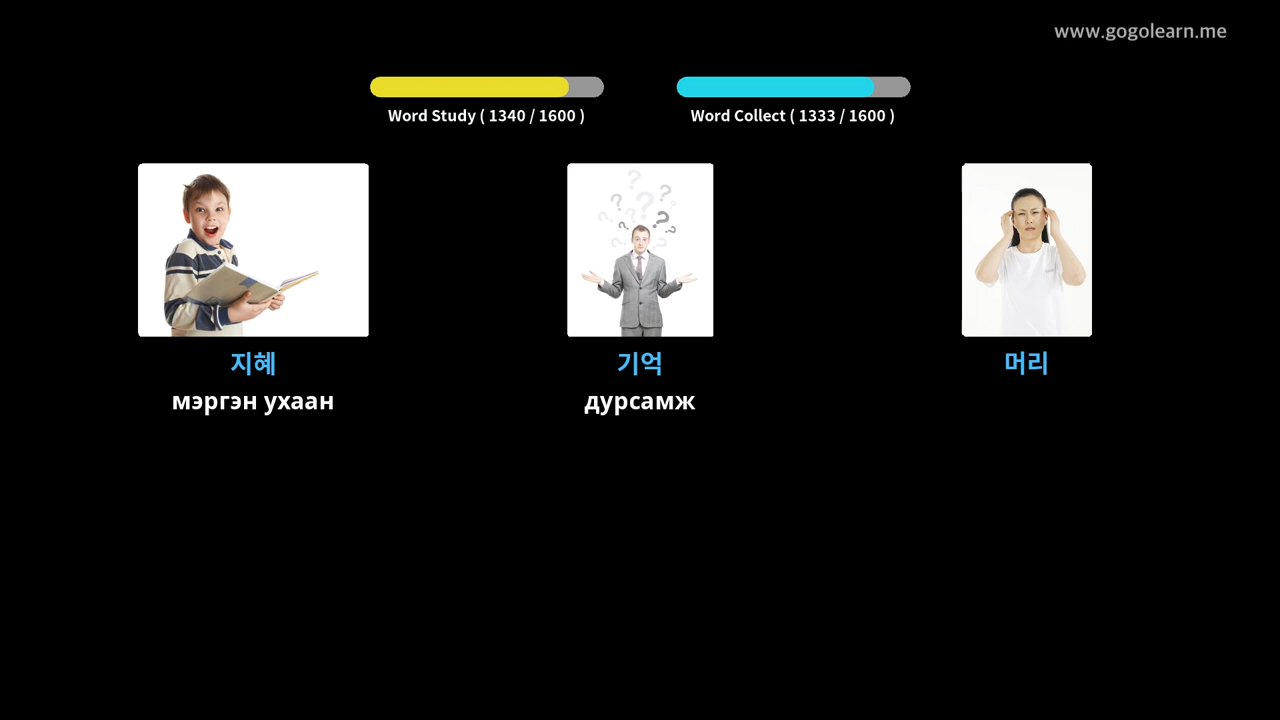 www.gogolearn.me
Word Study ( 1340 / 1600 )
Word Collect ( 1333 / 1600 )
지혜
мэргэн ухаан
기억
дурсамж
머리